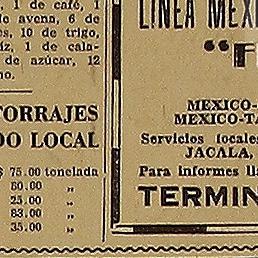 1 de café, 1
de avena, 6 de
10 de trigo,
1 de cala-
de azúcar, 12
no.
FORRAJES
DO LOCAL
$ 75.00 tonelada
60.00 "
25.00 "
83.00 "
35.00 "
LINEA MEXI
"F
MEXICO-
MEXICO-TA
Servicios locales
JACALA,
Para informes lla
TERMIN